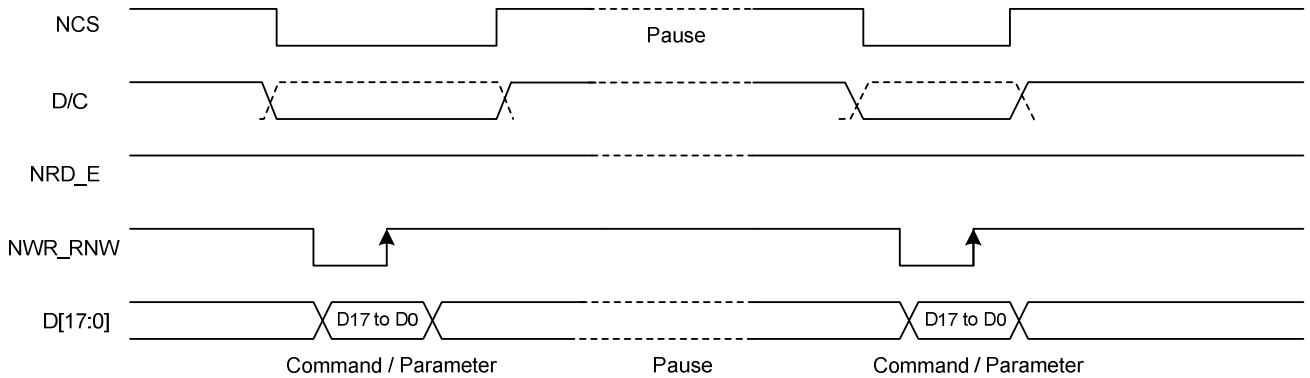 NCS
Pause
D/C
NRD_E
NWR_RNW
D[17:0]
D17 to D0
D17 to D0
Command / Parameter
Pause
Command / Parameter